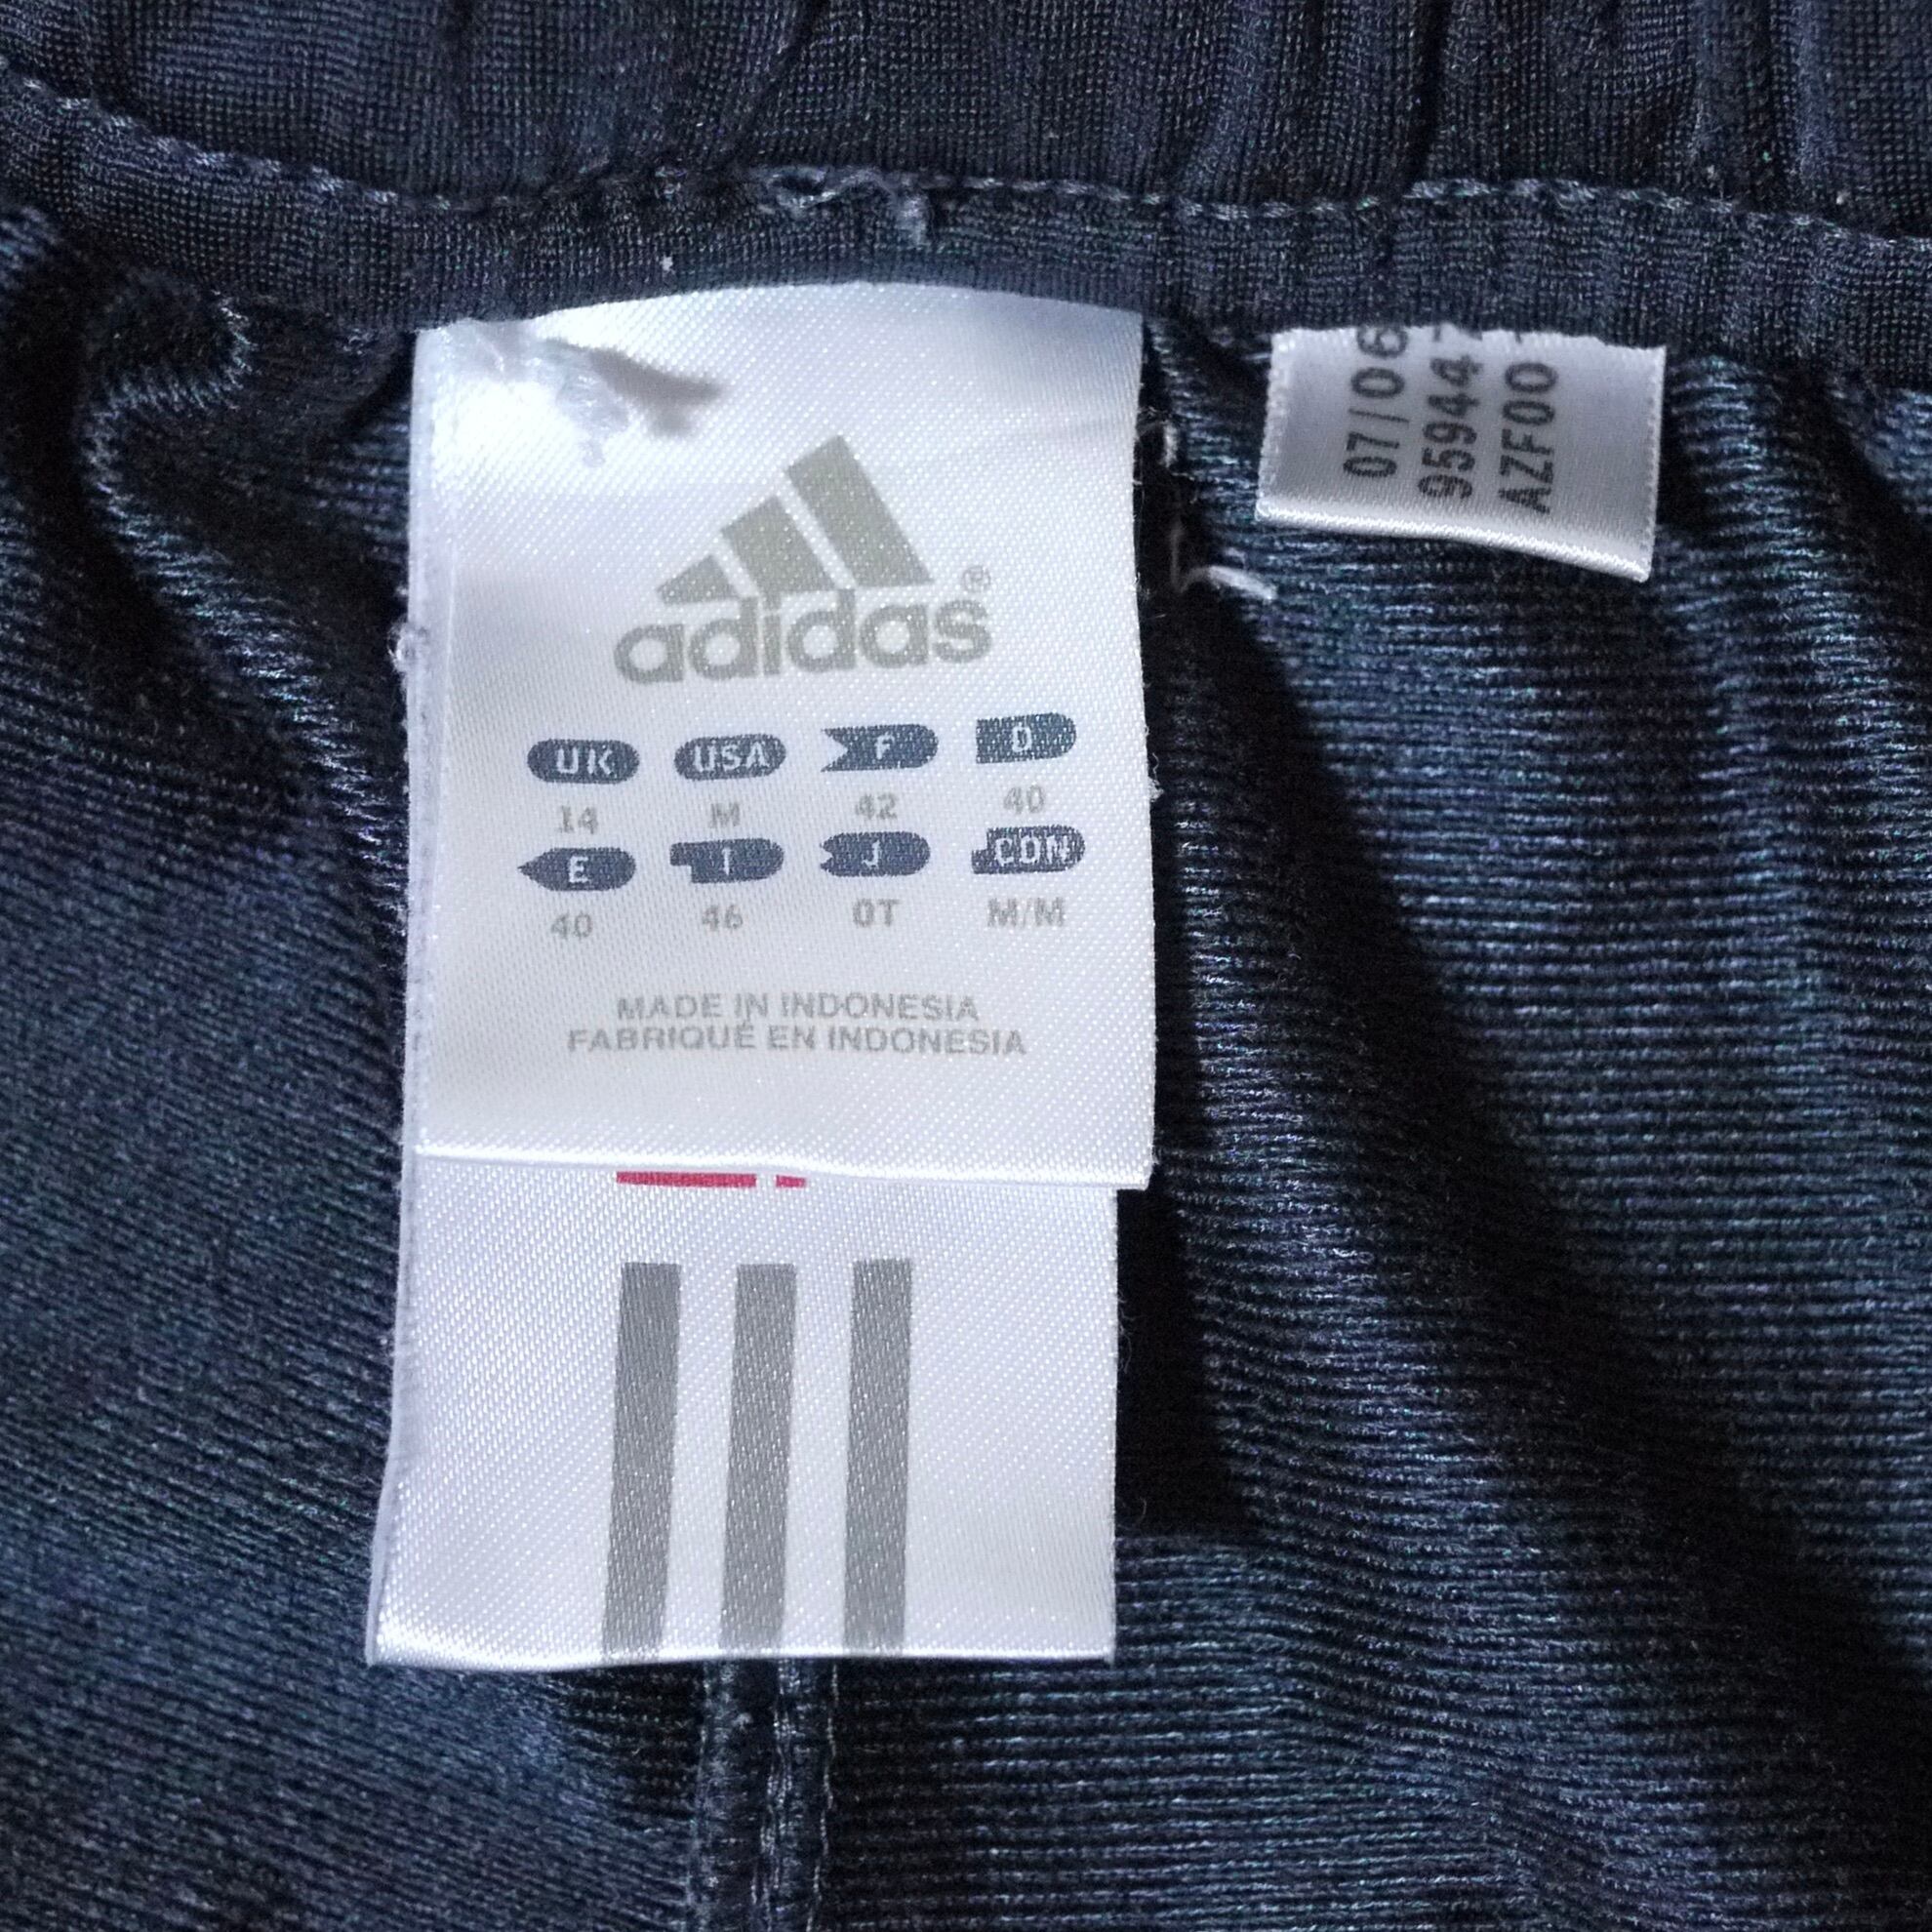 adidas®
UK USA F D
14 M 42 40
E I J CDN
40 46 OT M/M
MADE IN INDONESIA
FABRIQUÉ EN INDONESIA
07/06
95944
AZF00